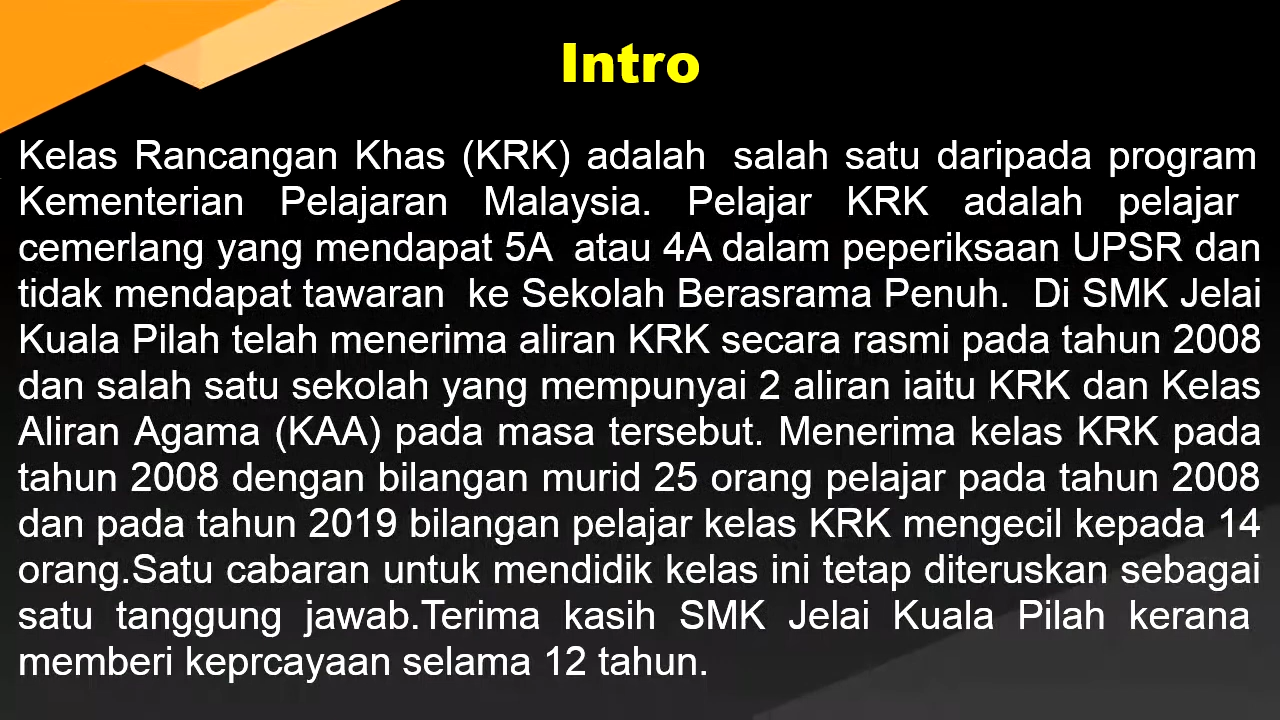 Intro
Kelas Rancangan Khas (KRK) adalah salah satu daripada program
Kementerian Pelajaran Malaysia. Pelajar KRK adalah pelajar
cemerlang yang mendapat 5A atau 4A dalam peperiksaan UPSR dan
tidak mendapat tawaran ke Sekolah Berasrama Penuh. Di SMK Jelai
Kuala Pilah telah menerima aliran KRK secara rasmi pada tahun 2008
dan salah satu sekolah yang mempunyai 2 aliran iaitu KRK dan Kelas
Aliran Agama (KAA) pada masa tersebut. Menerima kelas KRK pada
tahun 2008 dengan bilangan murid 25 orang pelajar pada tahun 2008
dan pada tahun 2019 bilangan pelajar kelas KRK mengecil kepada 14
orang.Satu cabaran untuk mendidik kelas ini tetap diteruskan sebagai
satu tanggung jawab.Terima kasih SMK Jelai Kuala Pilah kerana
memberi keprcayaan selama 12 tahun.